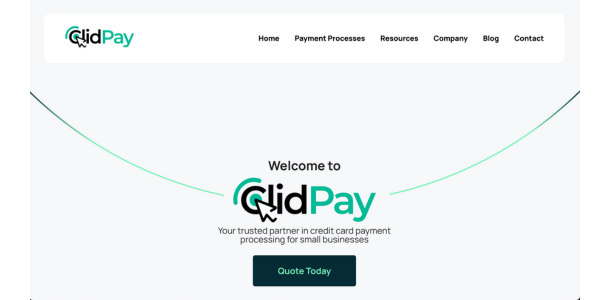 ClidPay
Home Payment Processes Resources Company Blog Contact
Welcome to
ClidPay
Your trusted partner in credit card payment
processing for small businesses
Quote Today